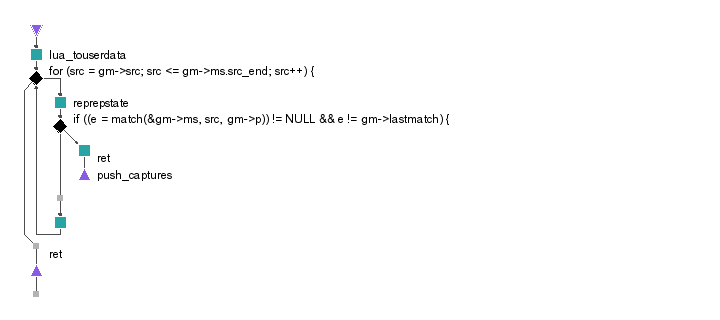 lua_touserdata
for (src = gm->src; src <= gm->ms.src_end; src++) {
reprepstate
if ((e = match(&gm->ms, src, gm->p)) != NULL && e != gm->lastmatch) {
ret
push_captures
ret